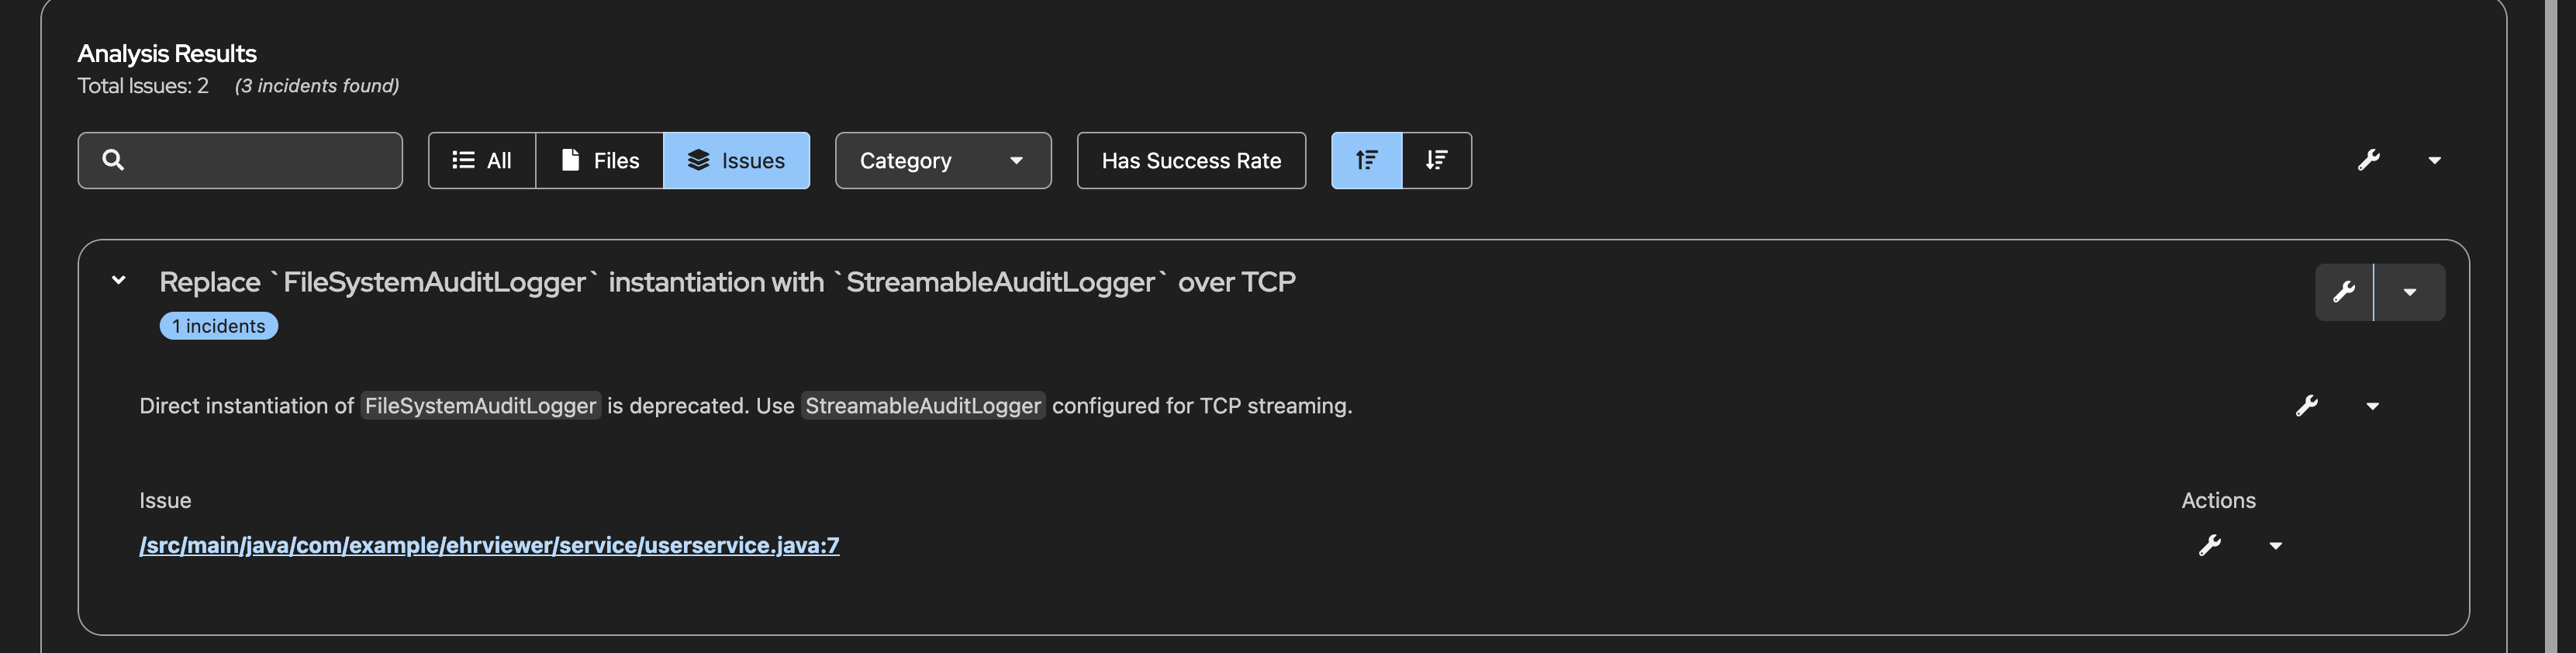 Analysis Results
Total Issues: 2 (3 incidents found)
All Files Issues Category Has Success Rate
Replace `FileSystemAuditLogger` instantiation with `StreamableAuditLogger` over TCP
1 incidents
Direct instantiation of FileSystemAuditLogger is deprecated. Use StreamableAuditLogger configured for TCP streaming.
Issue Actions
/src/main/java/com/example/ehrviewer/service/userservice.java:7